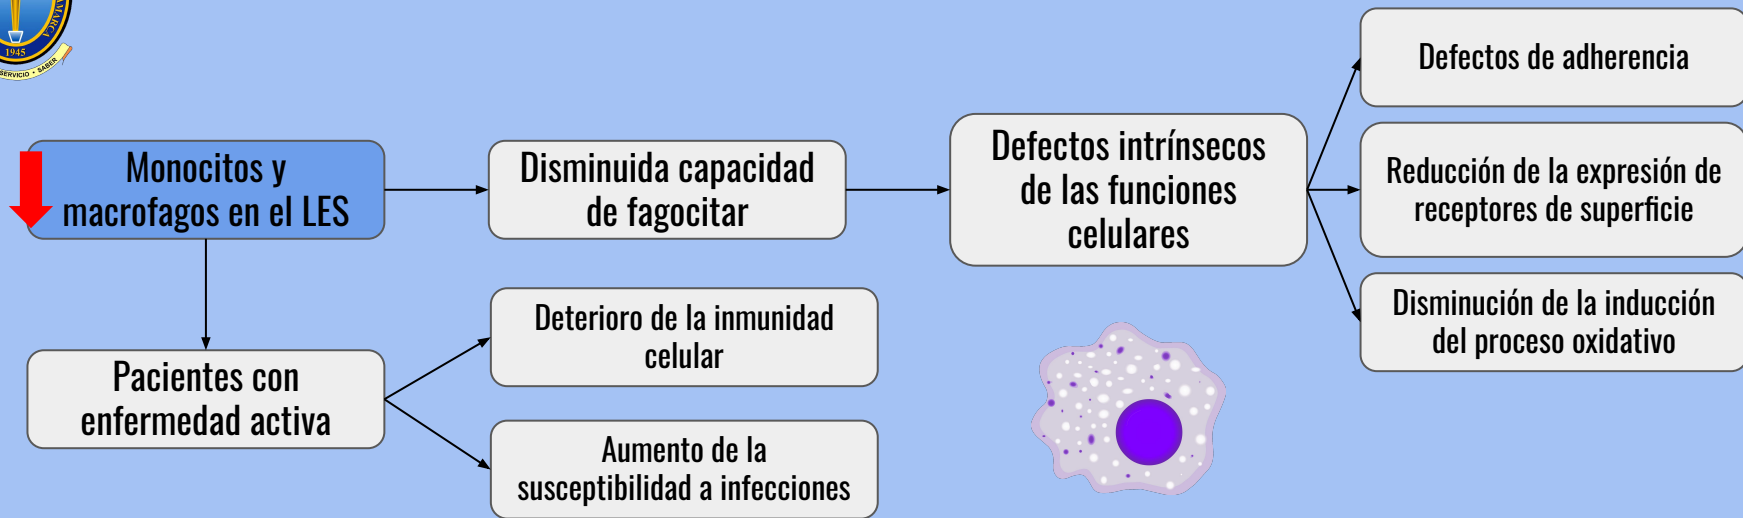 AMARCA
1945
SERVICIO • SABER
Monocitos y
macrofagos en el LES
Disminuida capacidad
de fagocitar
Defectos intrínsecos
de las funciones
celulares
Defectos de adherencia
Reducción de la expresión de
receptores de superficie
Disminución de la inducción
del proceso oxidativo
Pacientes con
enfermedad activa
Deterioro de la inmunidad
celular
Aumento de la
susceptibilidad a infecciones